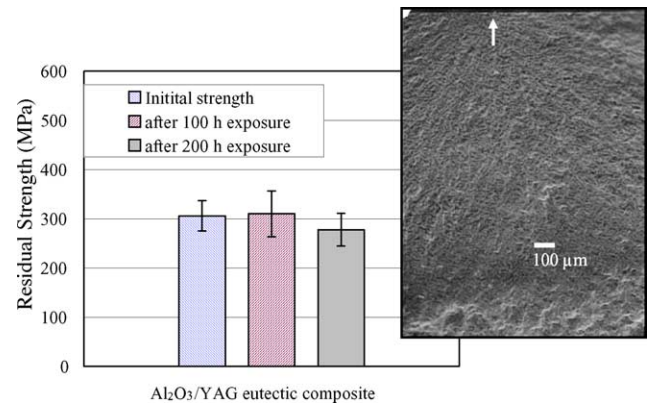 600
500
400
300
200
100
0
Residual Strength (MPa)
Initital strength
after 100 h exposure
after 200 h exposure
Al₂O₃/YAG eutectic composite
100 µm